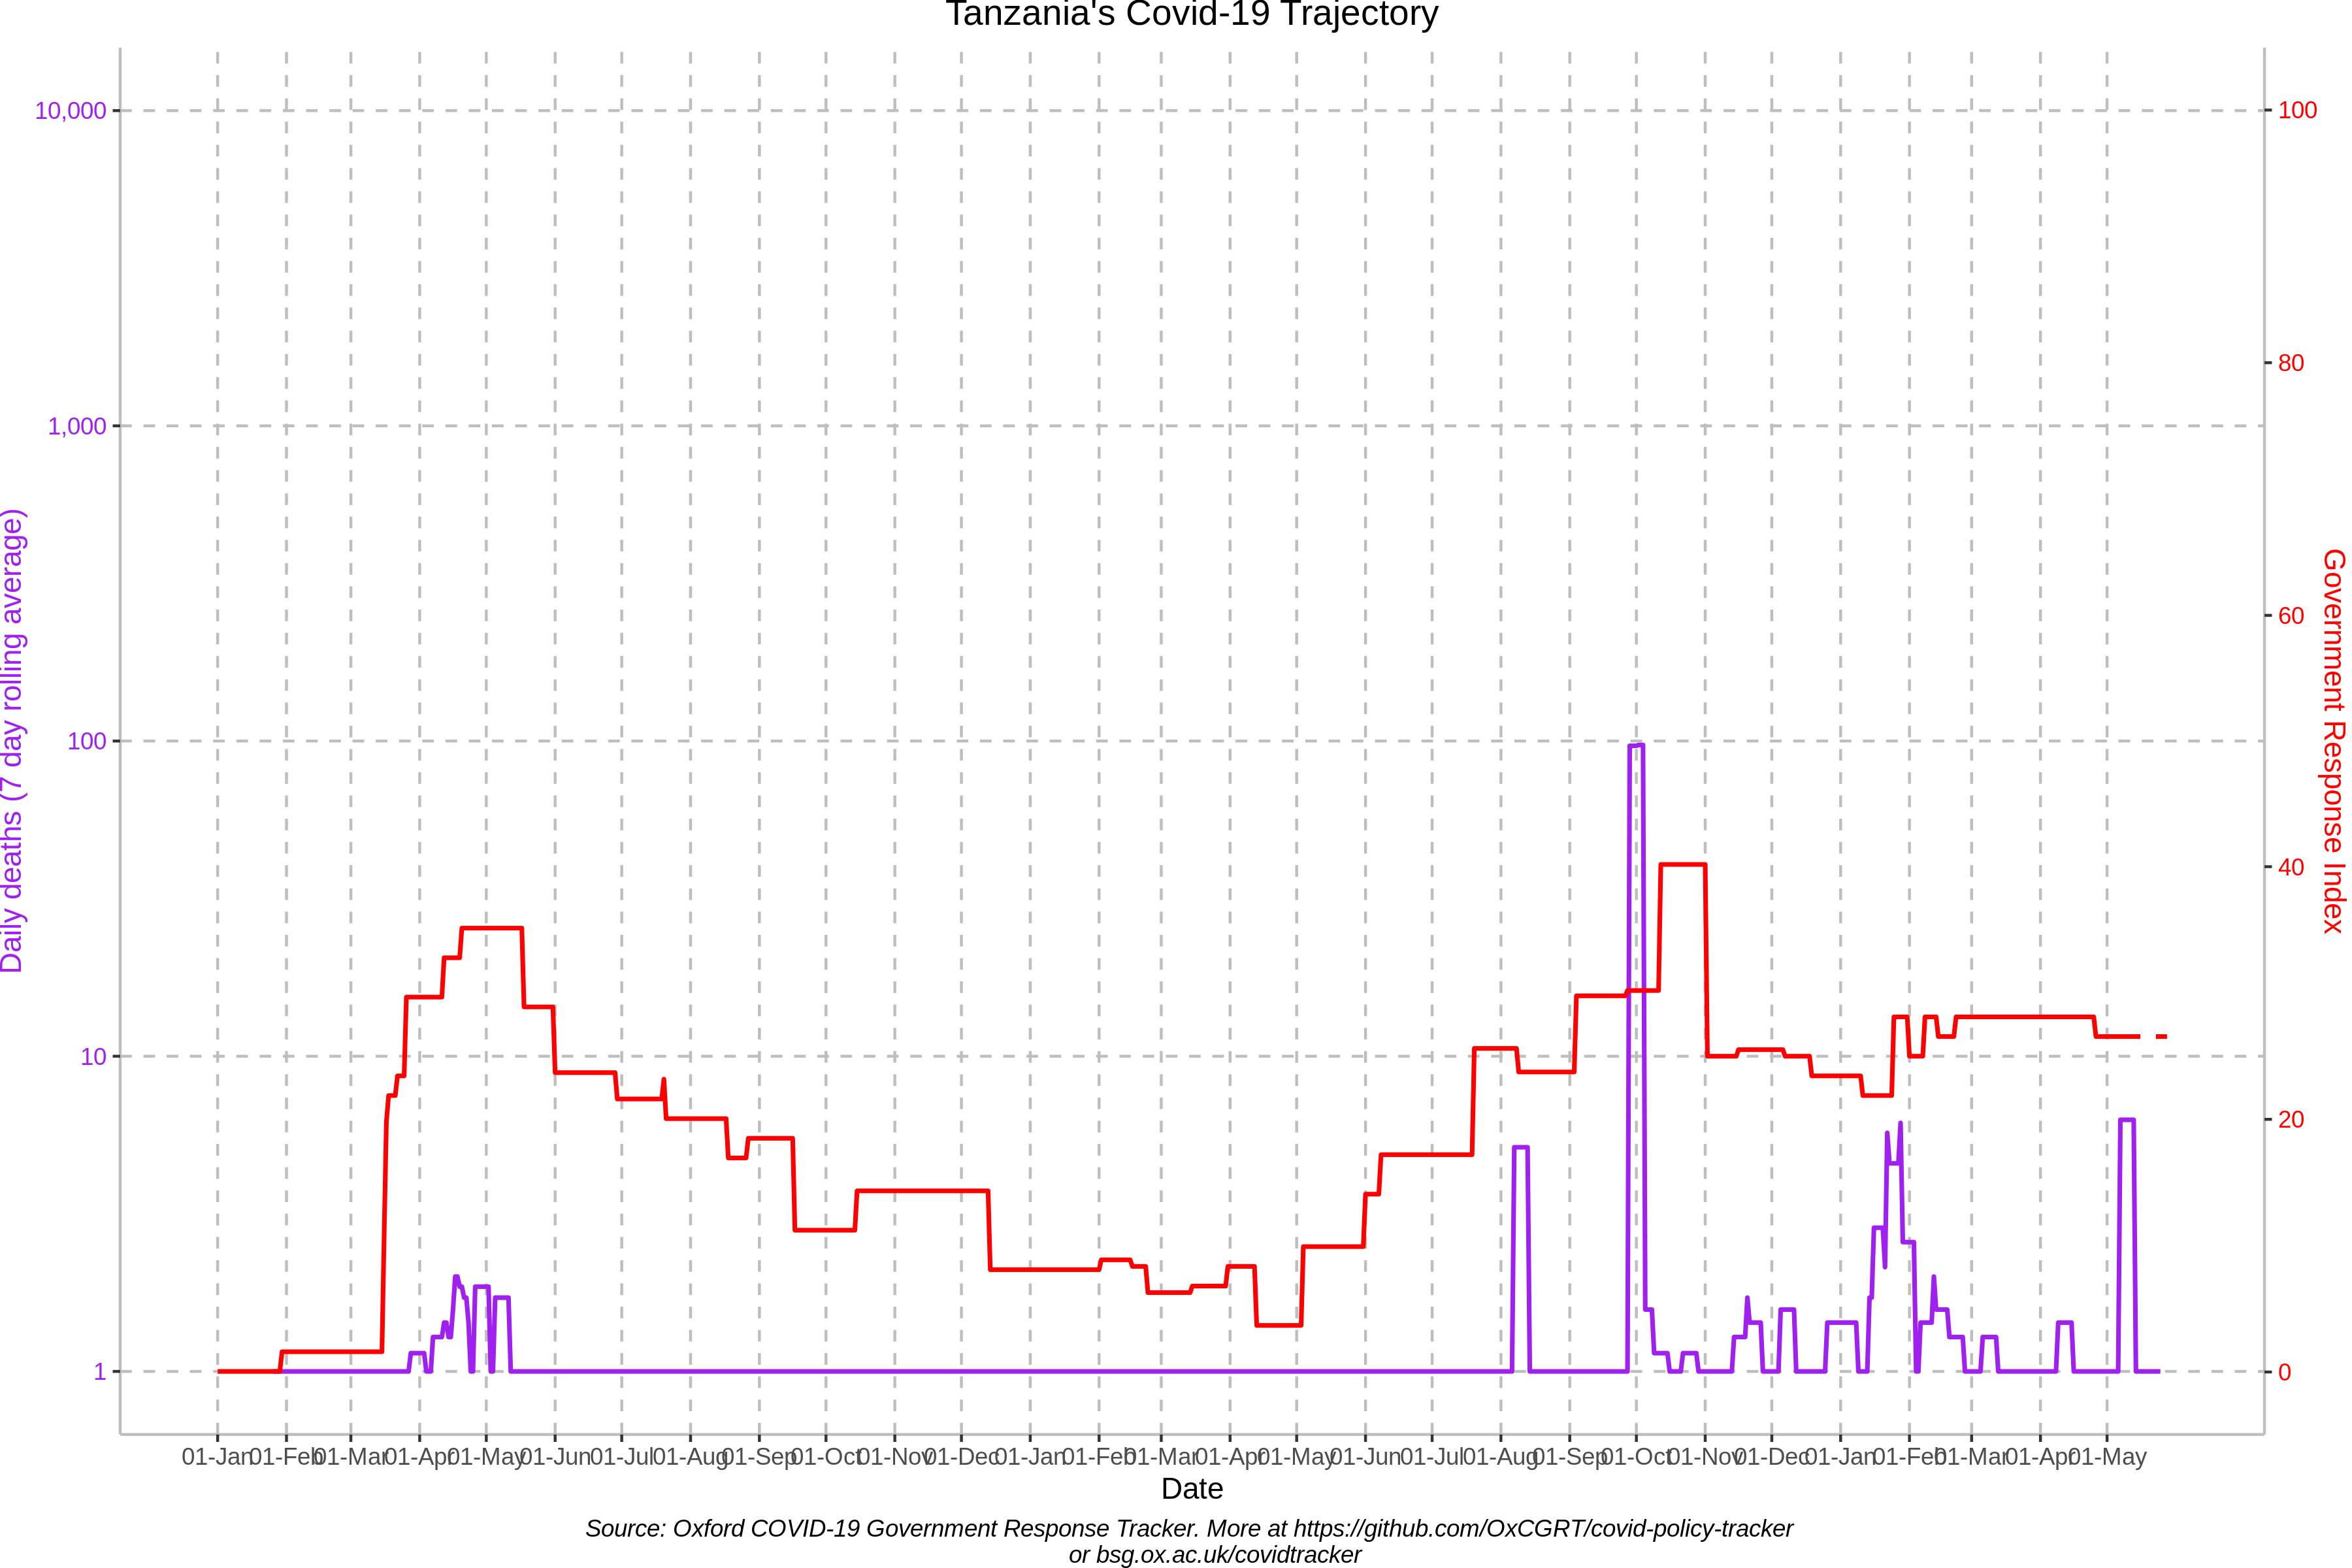 Tanzania's Covid-19 Trajectory
10,000
1,000
100
10
1
Daily deaths (7 day rolling average)
100
80
60
40
20
0
Government Response Index
01-Jan 01-Feb 01-Mar 01-Apr 01-May 01-Jun 01-Jul 01-Aug 01-Sep 01-Oct 01-Nov 01-Dec 01-Jan 01-Feb 01-Mar 01-Apr 01-May 01-Jun 01-Jul 01-Aug 01-Sep 01-Oct 01-Nov 01-Dec 01-Jan 01-Feb 01-Mar 01-Apr 01-May
Date
Source: Oxford COVID-19 Government Response Tracker. More at https://github.com/OxCGRT/covid-policy-tracker
or bsg.ox.ac.uk/covidtracker